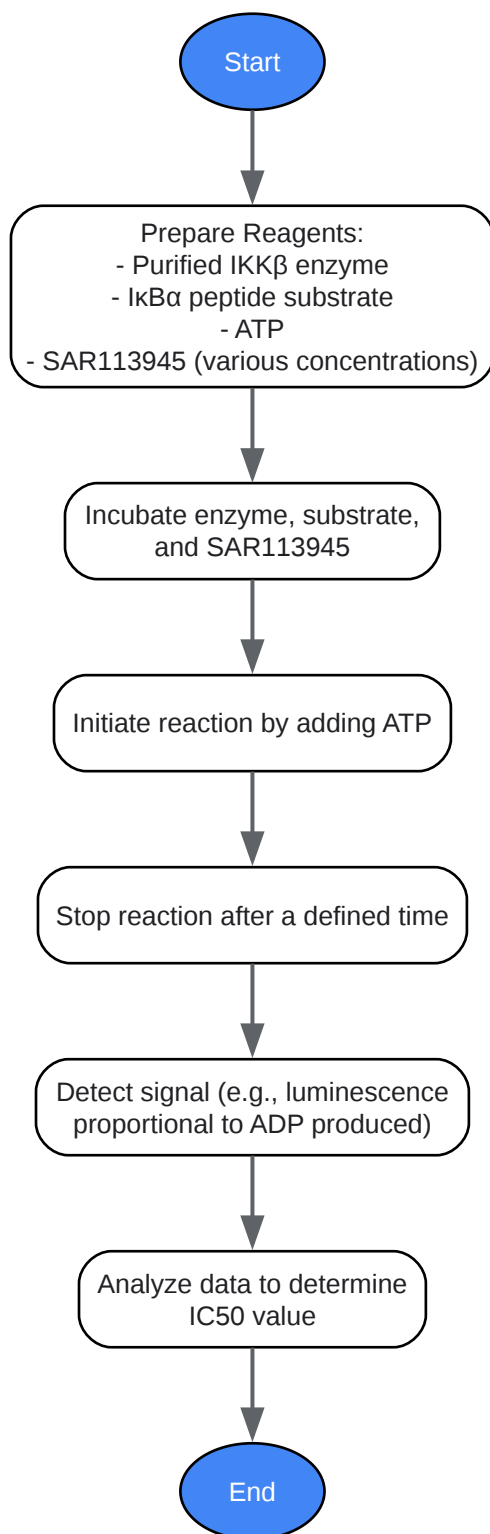 Start
Prepare Reagents:
- Purified IKKβ enzyme
- IκBα peptide substrate
- ATP
- SAR113945 (various concentrations)
Incubate enzyme, substrate,
and SAR113945
Initiate reaction by adding ATP
Stop reaction after a defined time
Detect signal (e.g., luminescence
proportional to ADP produced)
Analyze data to determine
IC50 value
End